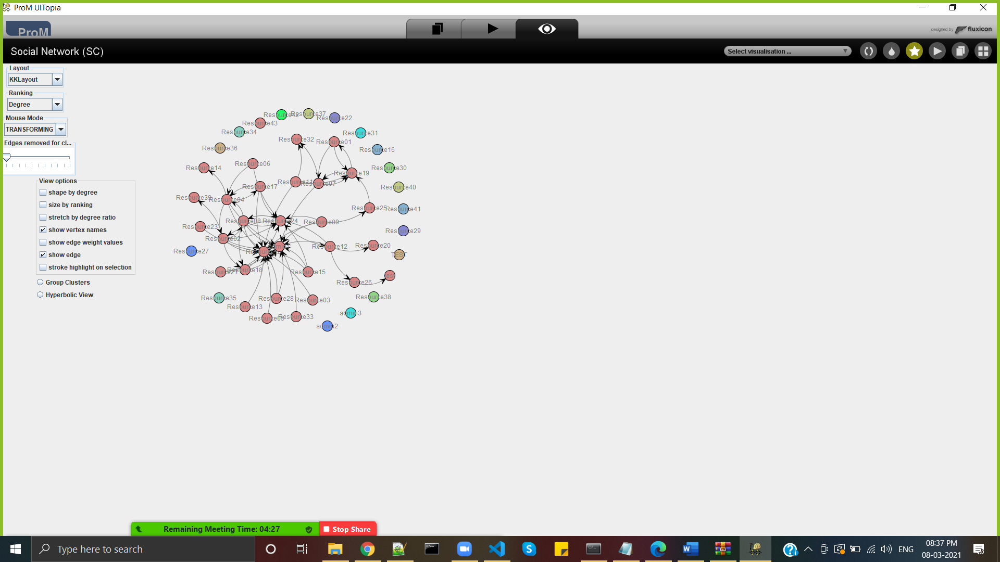 ProM UITopia
ProM
designed by fluxicon
Social Network (SC)
Select visualisation ...
Layout
KKLayout
Ranking
Degree
Mouse Mode
TRANSFORMING
Edges removed for cl...
View options
shape by degree
size by ranking
stretch by degree ratio
show vertex names
show edge weight values
show edge
stroke highlight on selection
Group Clusters
Hyperbolic View
Resource42
Resource37
Resource22
Resource43
Resource34
Resource31
Resource32
Resource01
Resource36
Resource16
Resource06
Resource14
Resource30
Resource19
Resource11
Resource07
Resource17
Resource40
Resource39
Resource04
Resource25
Resource41
Resource08
Resource24
Resource09
Resource23
Resource29
Resource02
Resource12
Resource20
admin1
Resource27
TEST
Resource21
Resource18
Resource15
test
Resource26
Resource35
Resource28
Resource03
Resource38
Resource13
admin3
Resource05
Resource33
admin2
Remaining Meeting Time: 04:27
Stop Share
Type here to search
ENG
08:37 PM
08-03-2021